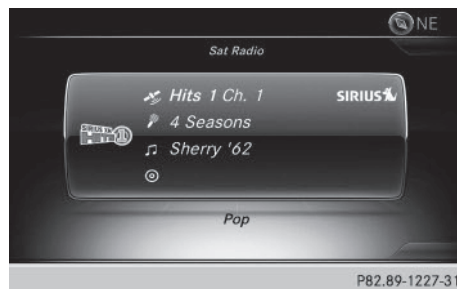 NE
Sat Radio
Hits 1 Ch. 1
SIRIUS
4 Seasons
Sherry '62
Pop
P82.89-1227-31